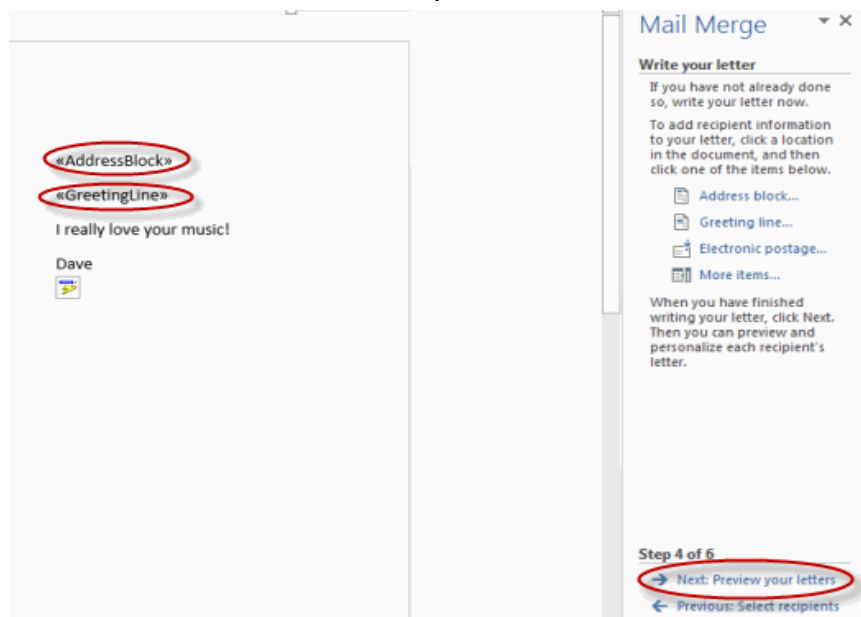 Mail Merge
Write your letter
If you have not already done
so, write your letter now.
To add recipient information
to your letter, click a location
in the document, and then
click one of the items below.
Address block...
Greeting line...
Electronic postage...
More items...
When you have finished
writing your letter, click Next.
Then you can preview and
personalize each recipient's
letter.
Step 4 of 6
Next: Preview your letters
Previous: Select recipients
«AddressBlock»
«GreetingLine»
I really love your music!
Dave